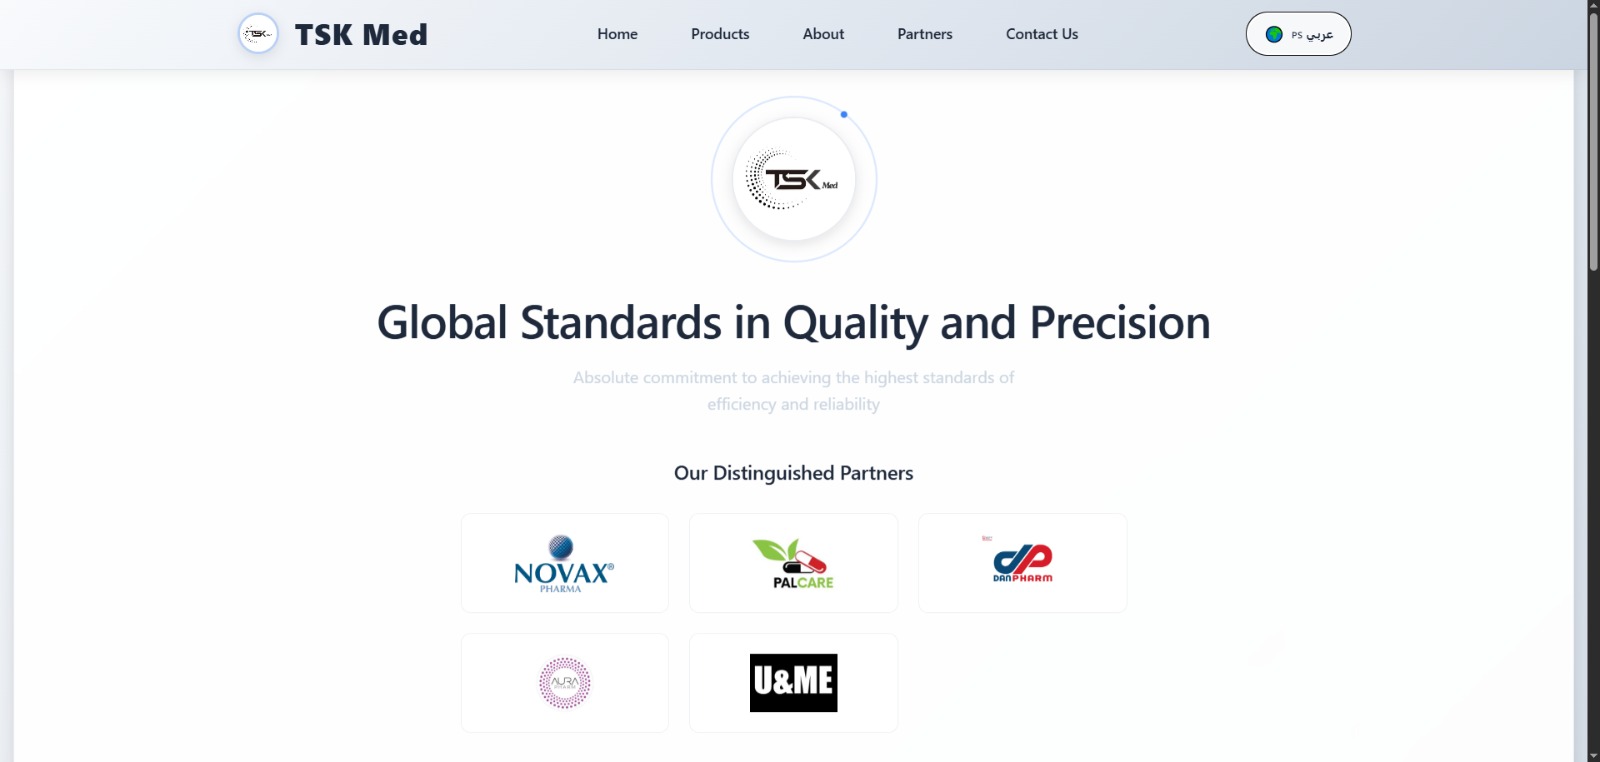 TSK
TSK Med
Home
Products
About
Partners
Contact Us
PS عربي
TSK Med
Global Standards in Quality and Precision
Absolute commitment to achieving the highest standards of
efficiency and reliability
Our Distinguished Partners
NOVAX®
PHARMA
PALCARE
DANPHARM
AURA
PHARM
U&ME